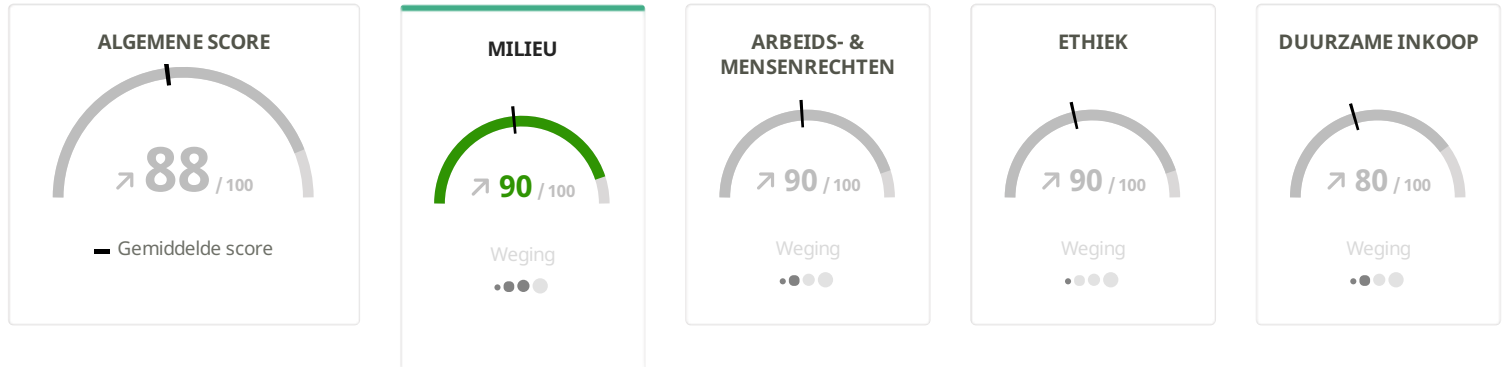 ALGEMENE SCORE
88 / 100
Gemiddelde score
MILIEU
90 / 100
Weging
ARBEIDS- &
MENSENRECHTEN
90 / 100
Weging
ETHIEK
90 / 100
Weging
DUURZAME INKOOP
80 / 100
Weging